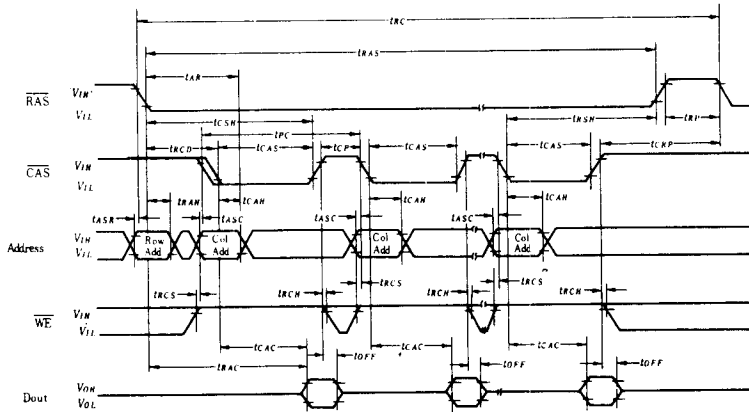 tRC
tRAS
tAR
RAS VIH VIL
tCSH tRSH tRP
tPC
tRCD tCAS tCP tCAS tCAS tCRP
CAS VIH VIL
tRAH tCAH tCAH tCAH
tASR tASC tASC tASC
Address VIH VIL Row Add Col Add Col Add Col Add
tRCS tRCH tRCS tRCH tRCS tRCH
WE VIH VIL
tCAC tCAC tCAC
tRAC tOFF tOFF tOFF
Dout VOH VOL